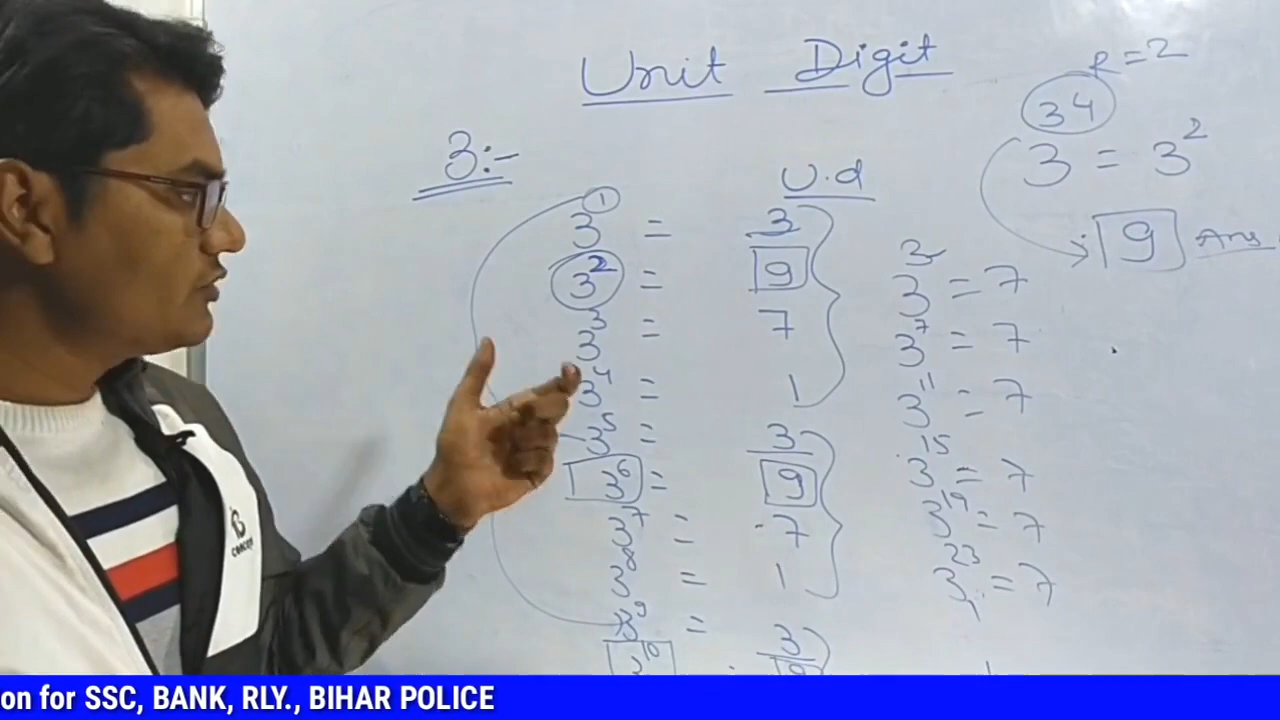 Unit Digit
R = 2
34
3 = 3²
9 Ans
3:-
U.d
3¹ = 3
3² = 9
3³ = 7
3⁴ = 1
3⁵ = 3
3⁶ = 9
3⁷ = 7
3⁸ = 1
3⁹ = 3
3³ = 7
3⁷ = 7
3¹¹ = 7
3¹⁵ = 7
3¹⁹ = 7
3²³ = 7
on for SSC, BANK, RLY., BIHAR POLICE